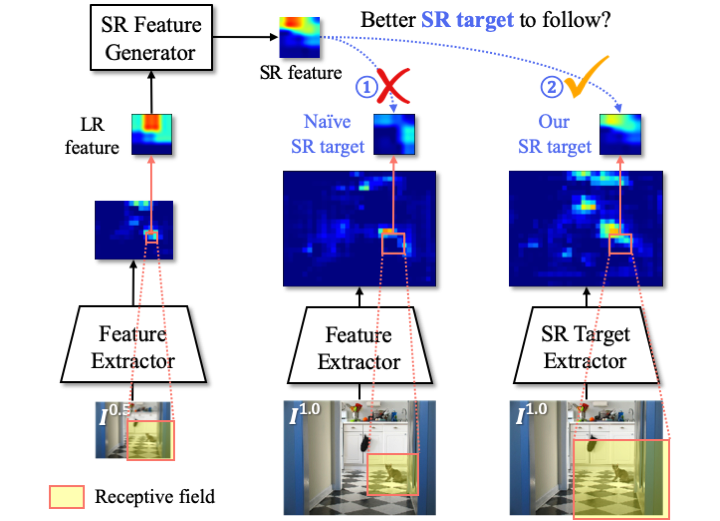 SR Feature
Generator
SR feature
Better SR target to follow?
①
②
LR
feature
Naïve
SR target
Our
SR target
Feature
Extractor
Feature
Extractor
SR Target
Extractor
I^0.5
I^1.0
I^1.0
Receptive field